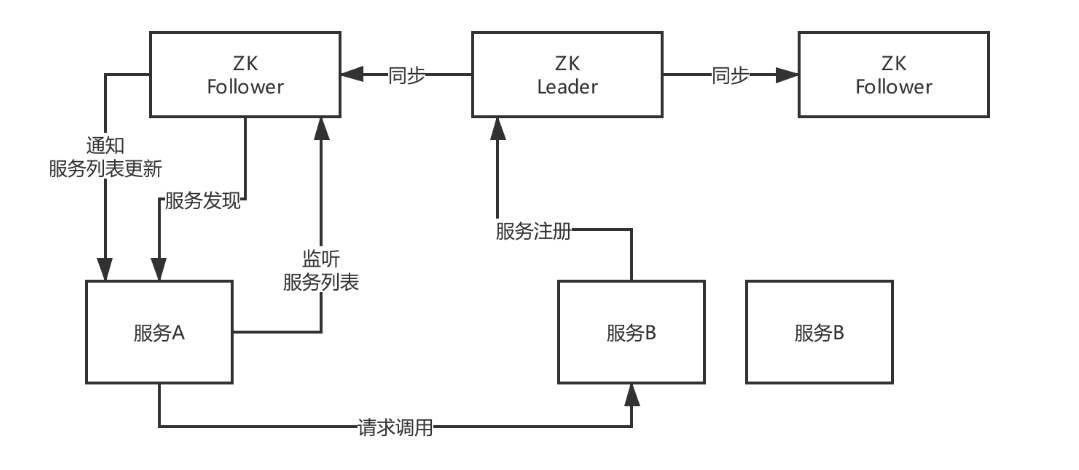 ZK
Follower
同步
ZK
Leader
同步
ZK
Follower
通知
服务列表更新
服务发现
监听
服务列表
服务注册
服务A
服务B
服务B
请求调用